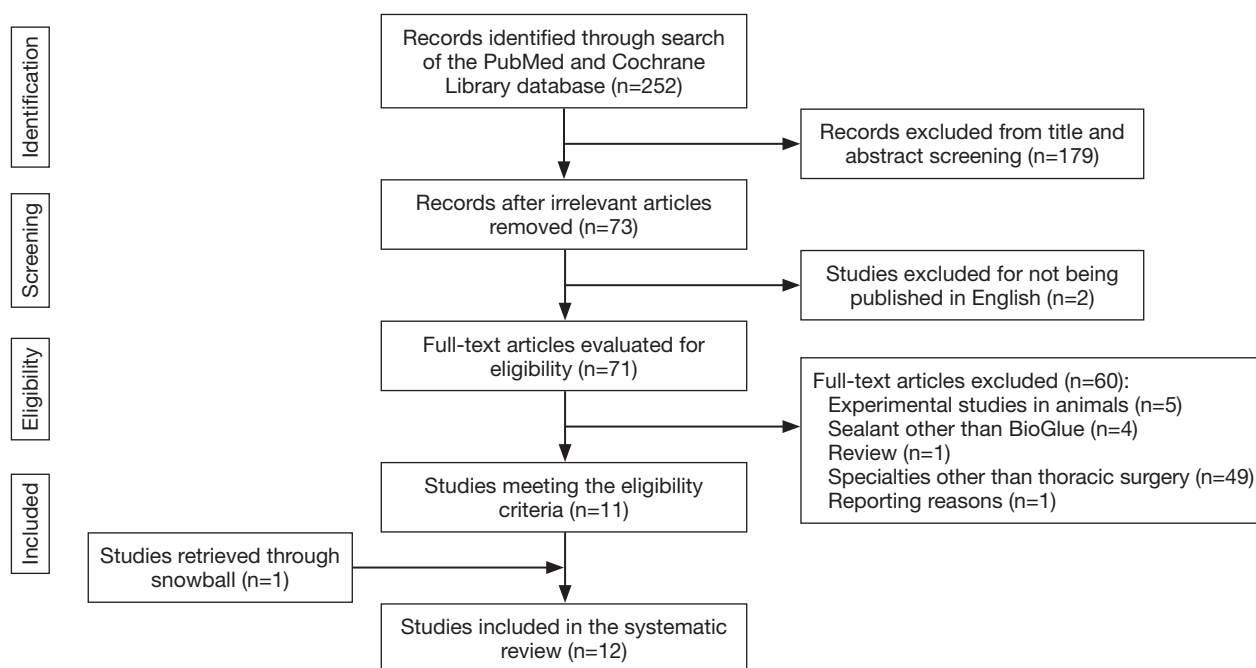 Identification
Records identified through search
of the PubMed and Cochrane
Library database (n=252)
Records excluded from title and
abstract screening (n=179)
Screening
Records after irrelevant articles
removed (n=73)
Studies excluded for not being
published in English (n=2)
Eligibility
Full-text articles evaluated for
eligibility (n=71)
Full-text articles excluded (n=60):
Experimental studies in animals (n=5)
Sealant other than BioGlue (n=4)
Review (n=1)
Specialties other than thoracic surgery (n=49)
Reporting reasons (n=1)
Included
Studies meeting the eligibility
criteria (n=11)
Studies retrieved through
snowball (n=1)
Studies included in the systematic
review (n=12)